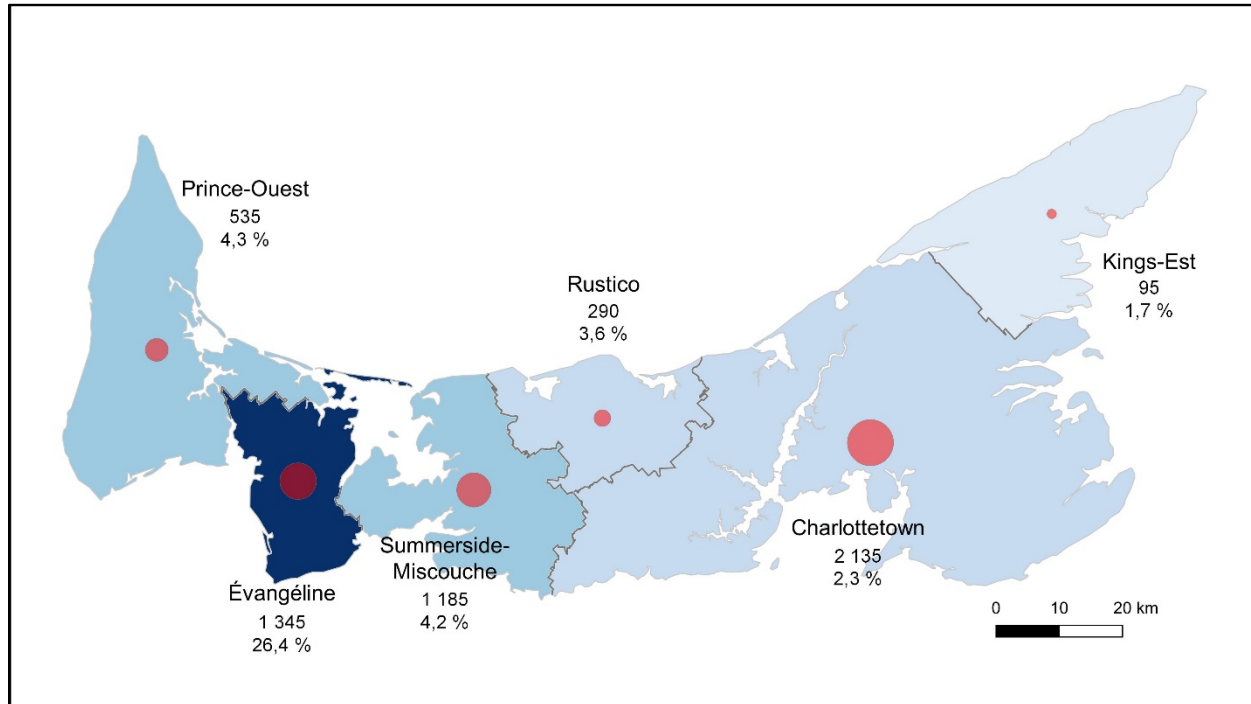 Prince-Ouest
535
4,3 %
Évangéline
1 345
26,4 %
Summerside-
Miscouche
1 185
4,2 %
Rustico
290
3,6 %
Charlottetown
2 135
2,3 %
Kings-Est
95
1,7 %
0 10 20 km